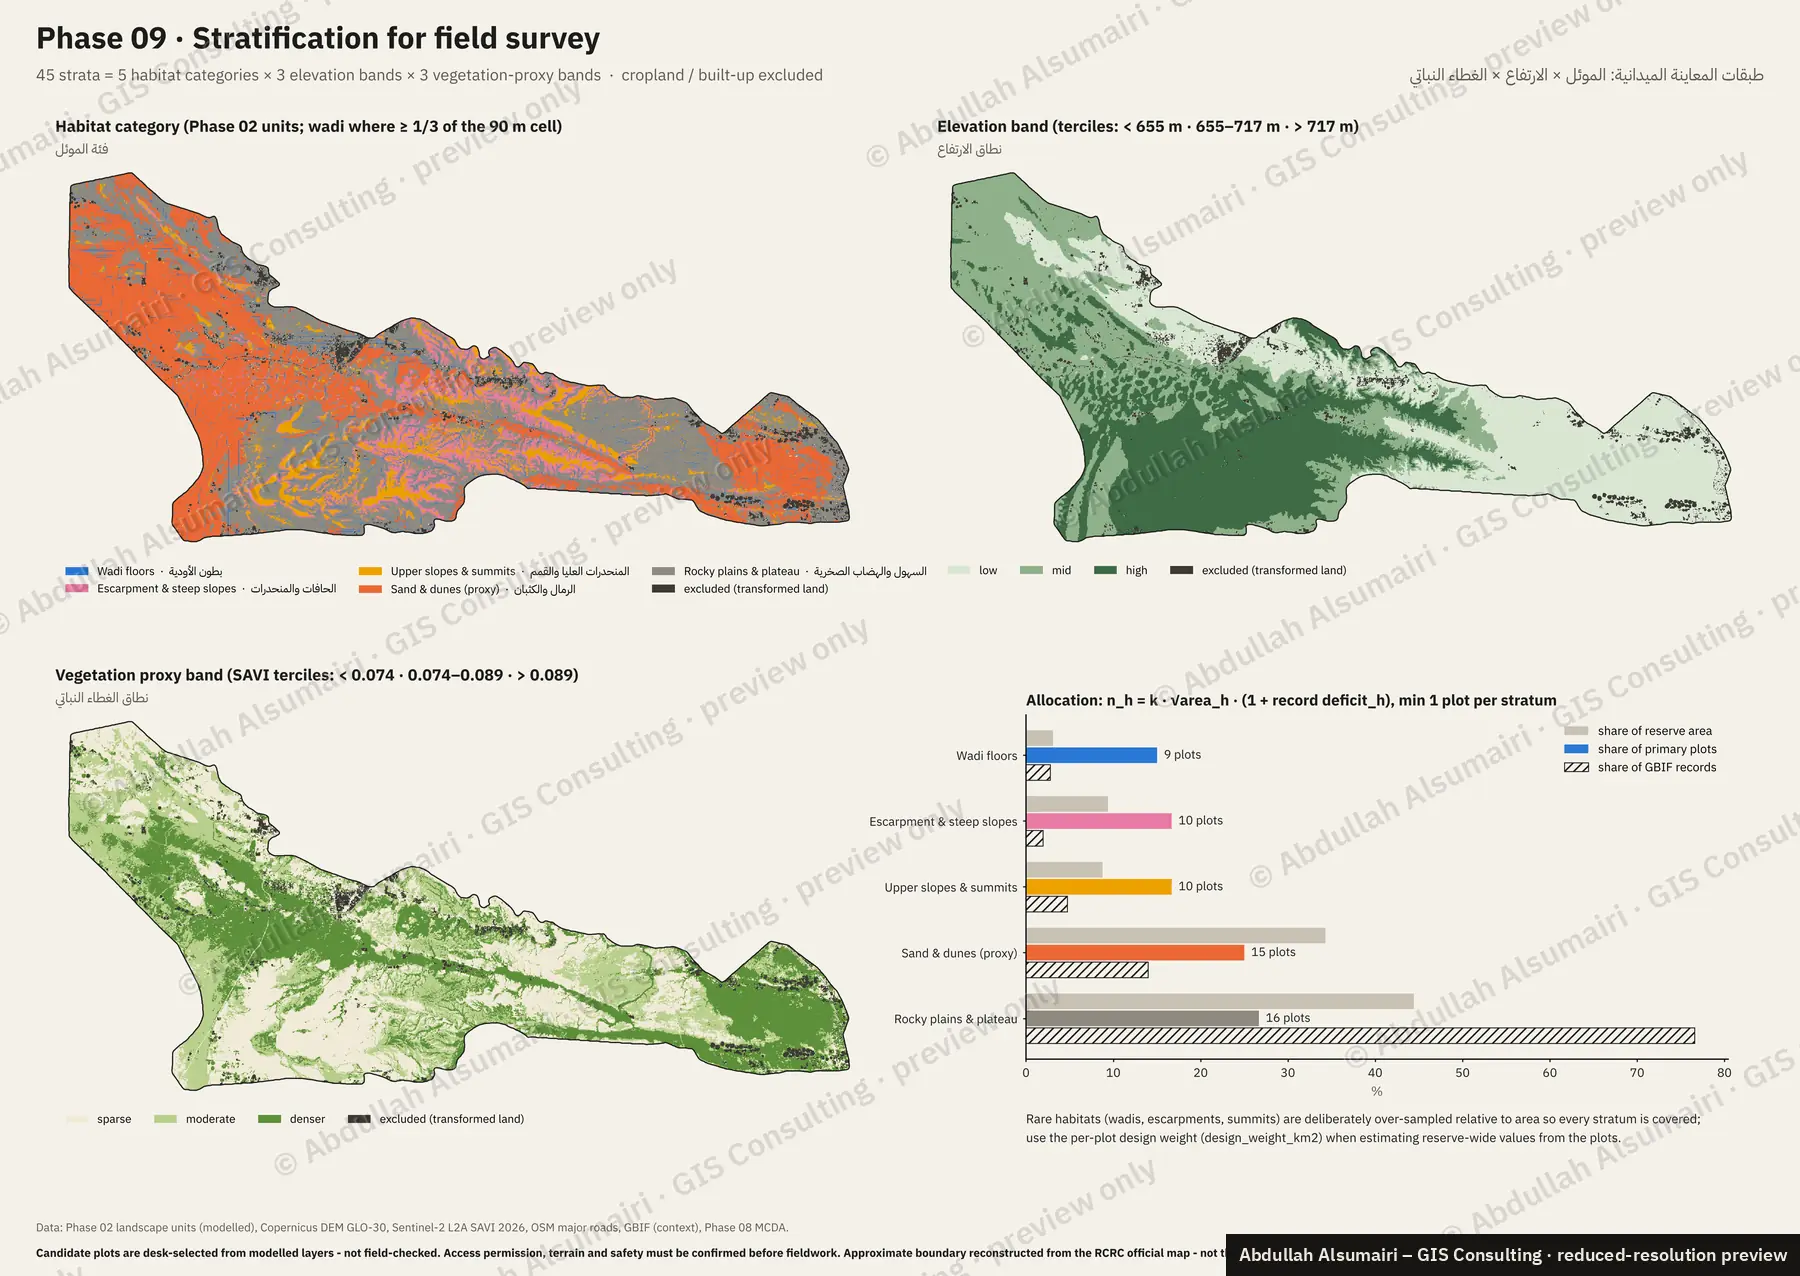 Phase 09 · Stratification for field survey
45 strata = 5 habitat categories × 3 elevation bands × 3 vegetation-proxy bands · cropland / built-up excluded
طبقات المعاينة الميدانية: الموئل × الارتفاع × الغطاء النباتي
Habitat category (Phase 02 units; wadi where ≥ 1/3 of the 90 m cell)
فئة الموئل
Elevation band (terciles: < 655 m · 655–717 m · > 717 m)
نطاق الارتفاع
Wadi floors · بطون الأودية
Upper slopes & summits · المنحدرات العليا والقمم
Rocky plains & plateau · السهول والهضاب الصخرية
Escarpment & steep slopes · الحافات والمنحدرات
Sand & dunes (proxy) · الرمال والكثبان
excluded (transformed land)
low
mid
high
excluded (transformed land)
Vegetation proxy band (SAVI terciles: < 0.074 · 0.074–0.089 · > 0.089)
نطاق الغطاء النباتي
sparse
moderate
denser
excluded (transformed land)
Allocation: n_h = k · √area_h · (1 + record deficit_h), min 1 plot per stratum
share of reserve area
share of primary plots
share of GBIF records
Wadi floors
9 plots
Escarpment & steep slopes
10 plots
Upper slopes & summits
10 plots
Sand & dunes (proxy)
15 plots
Rocky plains & plateau
16 plots
0 10 20 30 40 50 60 70 80
%
Rare habitats (wadis, escarpments, summits) are deliberately over-sampled relative to area so every stratum is covered;
use the per-plot design weight (design_weight_km2) when estimating reserve-wide values from the plots.
Data: Phase 02 landscape units (modelled), Copernicus DEM GLO-30, Sentinel-2 L2A SAVI 2026, OSM major roads, GBIF (context), Phase 08 MCDA.
Candidate plots are desk-selected from modelled layers - not field-checked. Access permission, terrain and safety must be confirmed before fieldwork. Approximate boundary reconstructed from the RCRC official map - not
Abdullah Alsumairi – GIS Consulting · reduced-resolution preview
© Abdullah Alsumairi · GIS Consulting · preview only